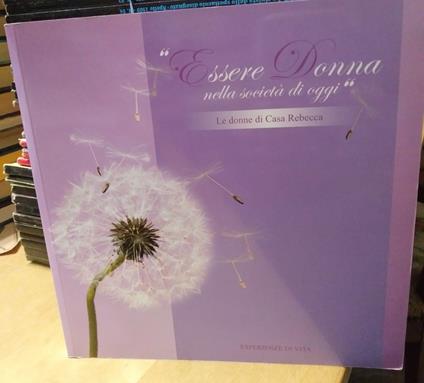 "Essere Donna
nella società di oggi"
Le donne di Casa Rebecca
ESPERIENZE DI VITA